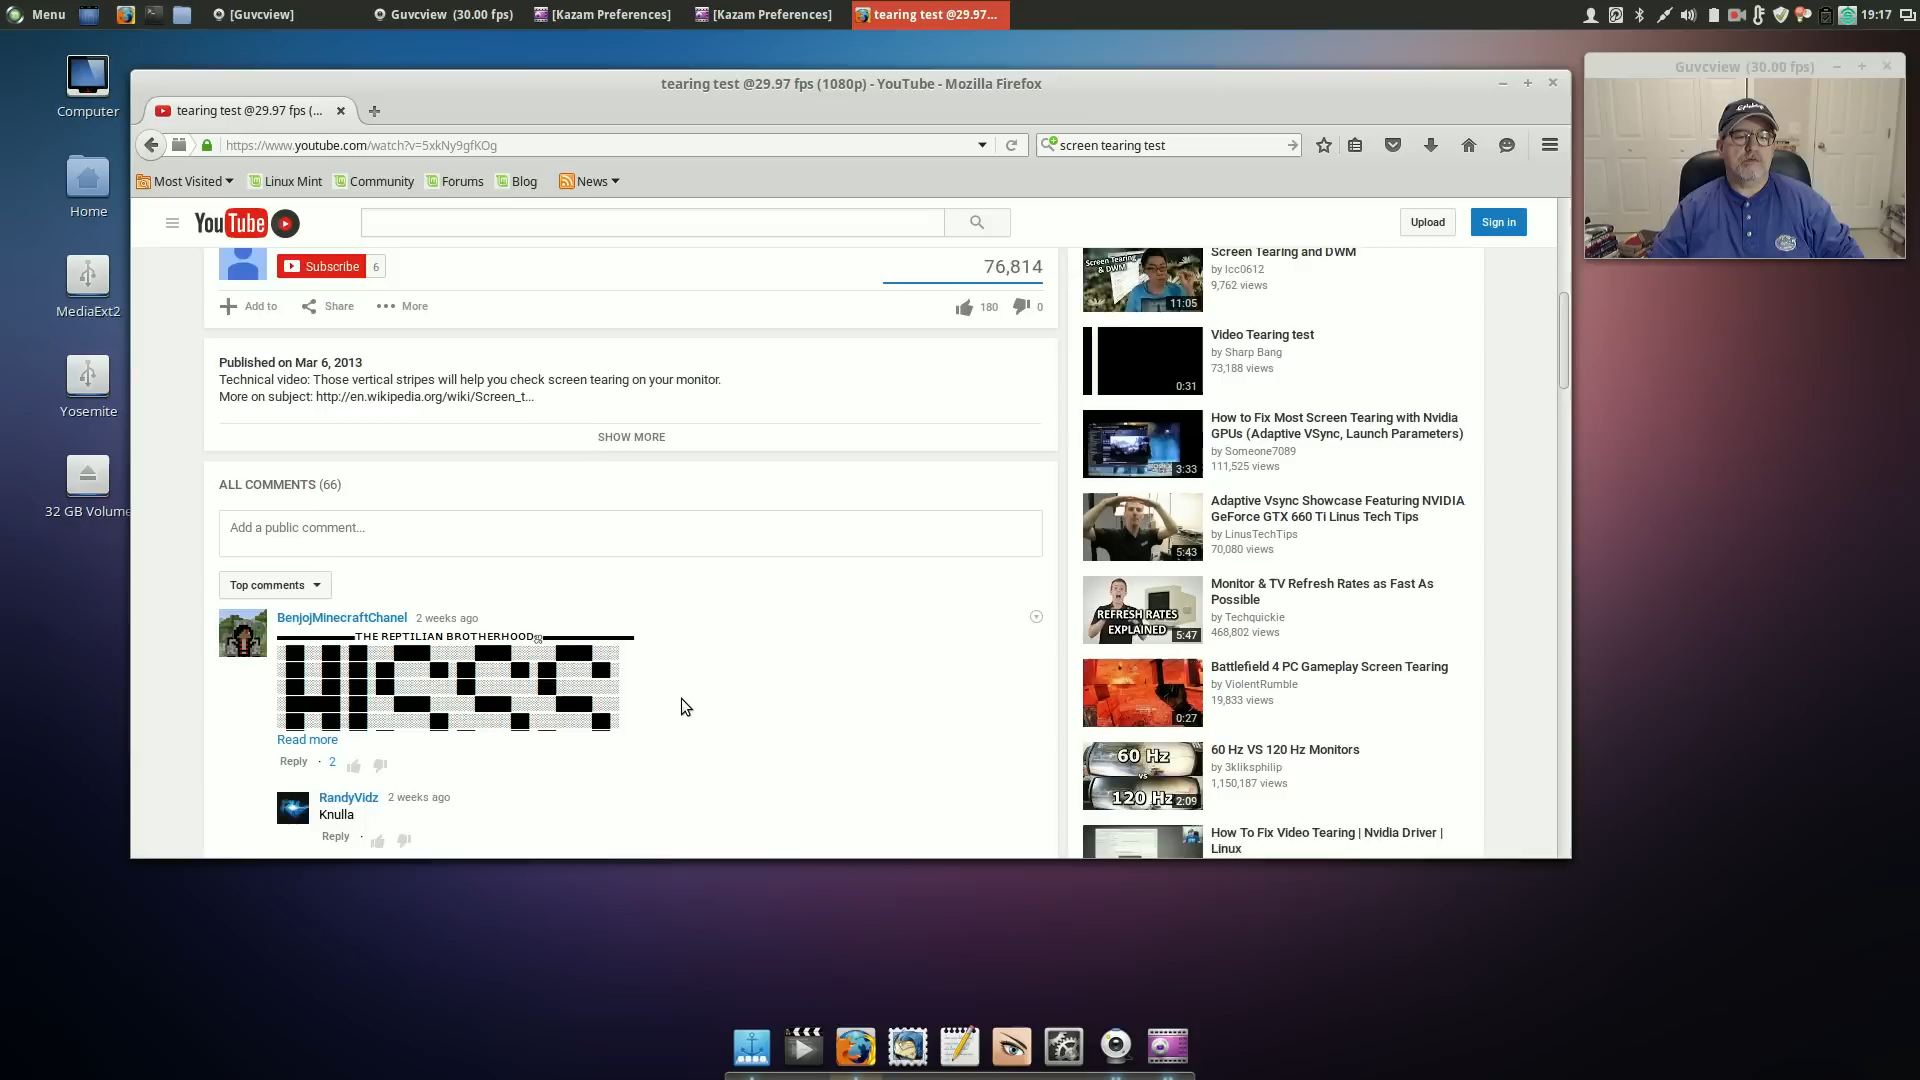 Menu
[Guvcview]
Guvcview (30.00 fps)
[Kazam Preferences]
[Kazam Preferences]
tearing test @29.97...
19:17
Computer
Home
MediaExt2
Yosemite
32 GB Volume
Guvcview (30.00 fps)
tearing test @29.97 fps (1080p) - YouTube - Mozilla Firefox
tearing test @29.97 fps (...
https://www.youtube.com/watch?v=5xkNy9gfKOg
screen tearing test
Most Visited
Linux Mint
Community
Forums
Blog
News
YouTube
Upload
Sign in
Subscribe
6
76,814
Add to
Share
More
180
0
Published on Mar 6, 2013
Technical video: Those vertical stripes will help you check screen tearing on your monitor.
More on subject: http://en.wikipedia.org/wiki/Screen_t...
SHOW MORE
ALL COMMENTS (66)
Add a public comment...
Top comments
BenjojMinecraftChanel 2 weeks ago
THE REPTILIAN BROTHERHOOD
Read more
Reply · 2
RandyVidz 2 weeks ago
Knulla
Reply ·
Screen Tearing & DWM
11:05
Screen Tearing and DWM
by lcc0612
9,762 views
0:31
Video Tearing test
by Sharp Bang
73,188 views
3:33
How to Fix Most Screen Tearing with Nvidia
GPUs (Adaptive VSync, Launch Parameters)
by Someone7089
111,525 views
5:43
Adaptive Vsync Showcase Featuring NVIDIA
GeForce GTX 660 Ti Linus Tech Tips
by LinusTechTips
70,080 views
REFRESH RATES
EXPLAINED
5:47
Monitor & TV Refresh Rates as Fast As
Possible
by Techquickie
468,802 views
0:27
Battlefield 4 PC Gameplay Screen Tearing
by ViolentRumble
19,833 views
60 Hz
vs
120 Hz
2:09
60 Hz VS 120 Hz Monitors
by 3kliksphilip
1,150,187 views
How To Fix Video Tearing | Nvidia Driver |
Linux